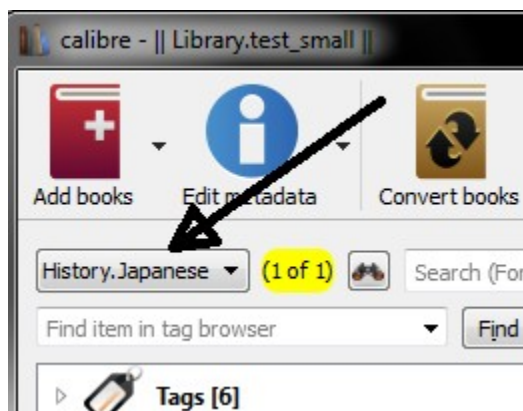 calibre - || Library.test_small ||
Add books Edit metadata Convert books
History.Japanese (1 of 1) Search (For
Find item in tag browser Find
Tags [6]